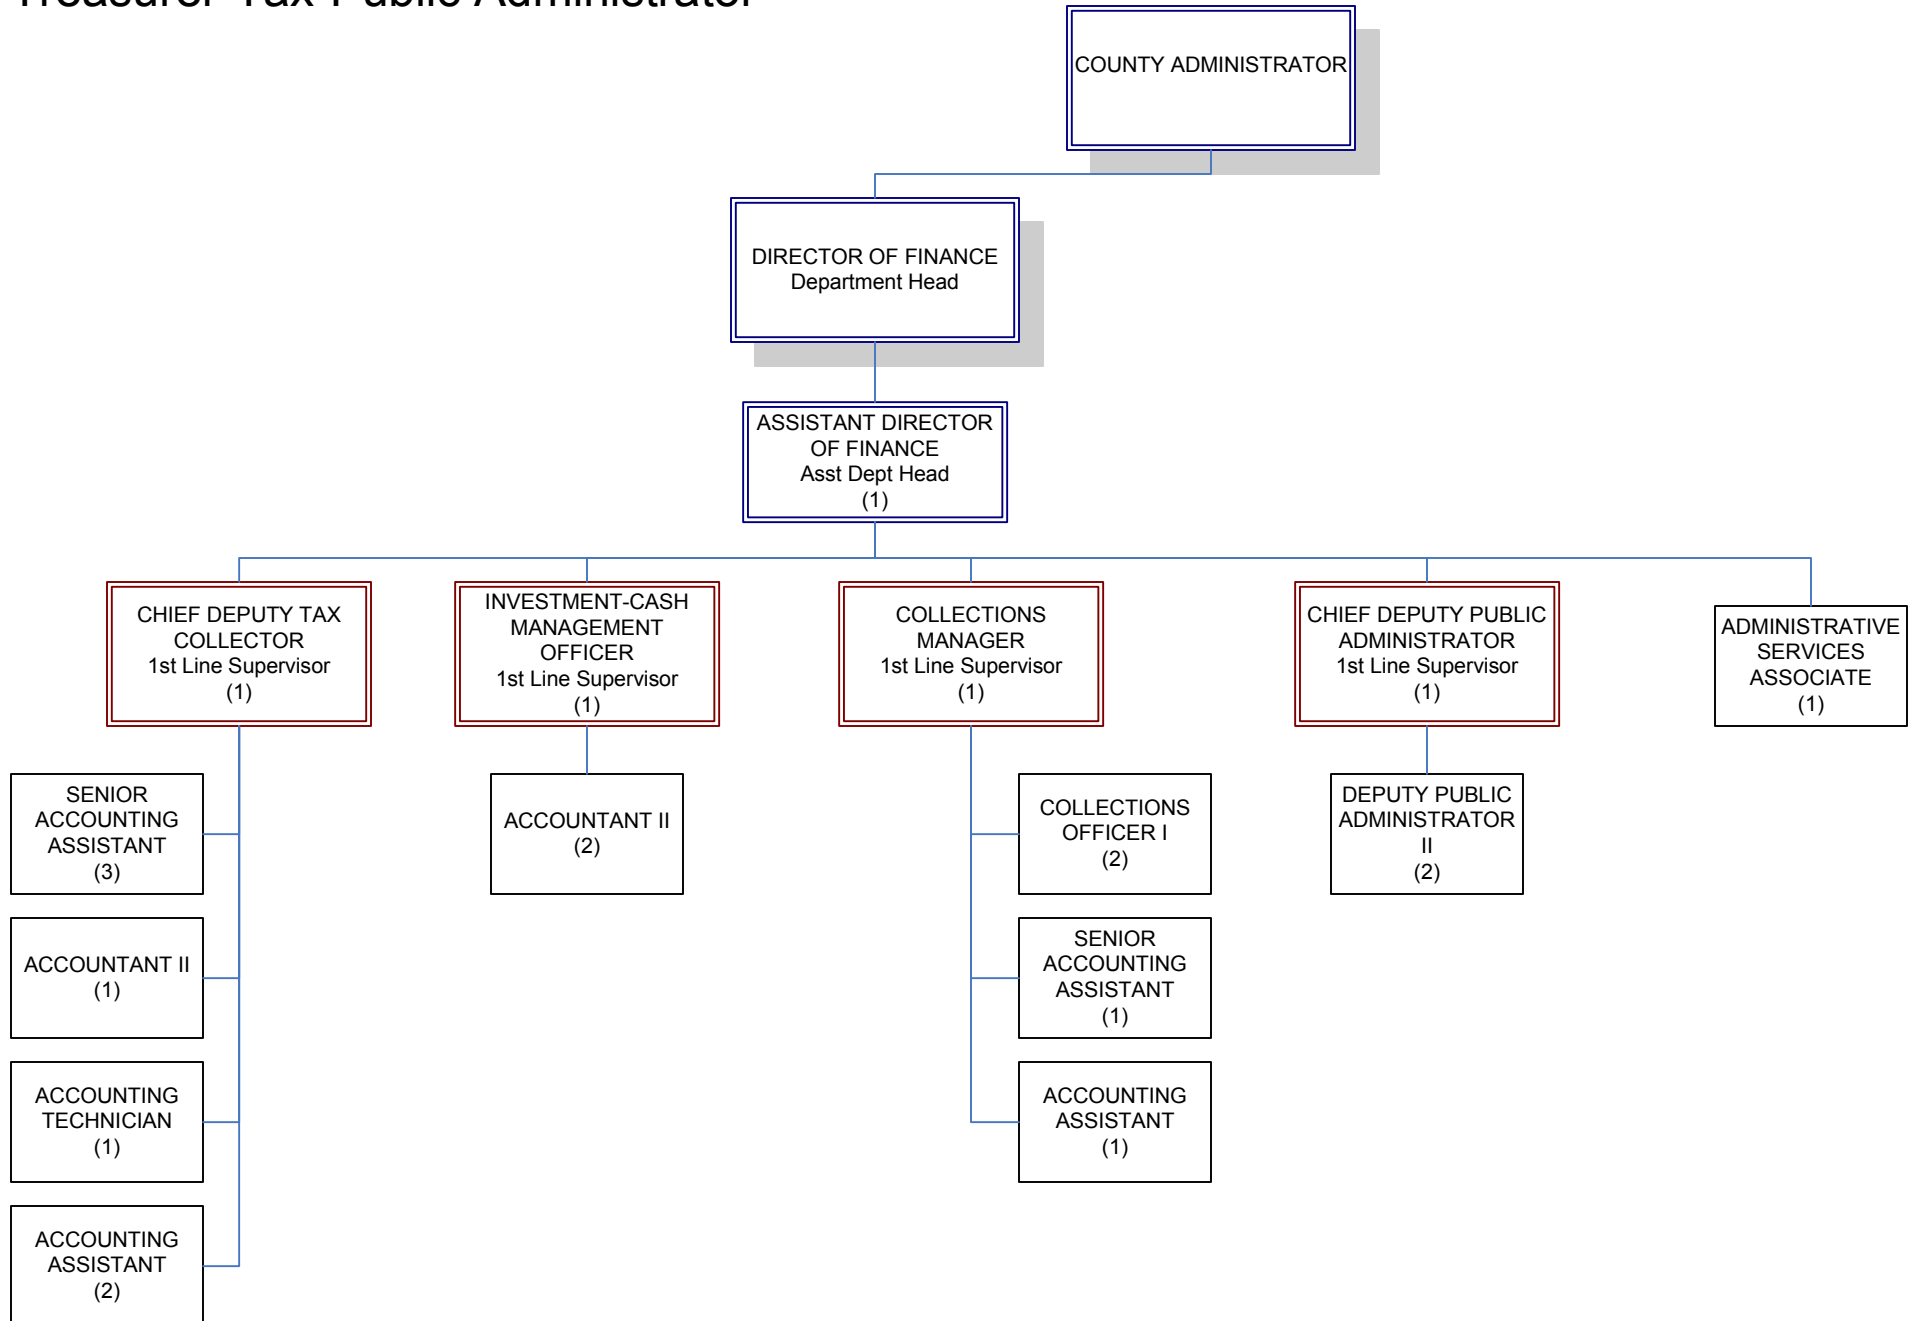 Treasurer-Tax-Public Administrator
COUNTY ADMINISTRATOR
DIRECTOR OF FINANCE
Department Head
ASSISTANT DIRECTOR
OF FINANCE
Asst Dept Head
(1)
CHIEF DEPUTY TAX
COLLECTOR
1st Line Supervisor
(1)
INVESTMENT-CASH
MANAGEMENT
OFFICER
1st Line Supervisor
(1)
COLLECTIONS
MANAGER
1st Line Supervisor
(1)
CHIEF DEPUTY PUBLIC
ADMINISTRATOR
1st Line Supervisor
(1)
ADMINISTRATIVE
SERVICES
ASSOCIATE
(1)
SENIOR
ACCOUNTING
ASSISTANT
(3)
ACCOUNTANT II
(2)
COLLECTIONS
OFFICER I
(2)
DEPUTY PUBLIC
ADMINISTRATOR
II
(2)
ACCOUNTANT II
(1)
SENIOR
ACCOUNTING
ASSISTANT
(1)
ACCOUNTING
TECHNICIAN
(1)
ACCOUNTING
ASSISTANT
(1)
ACCOUNTING
ASSISTANT
(2)